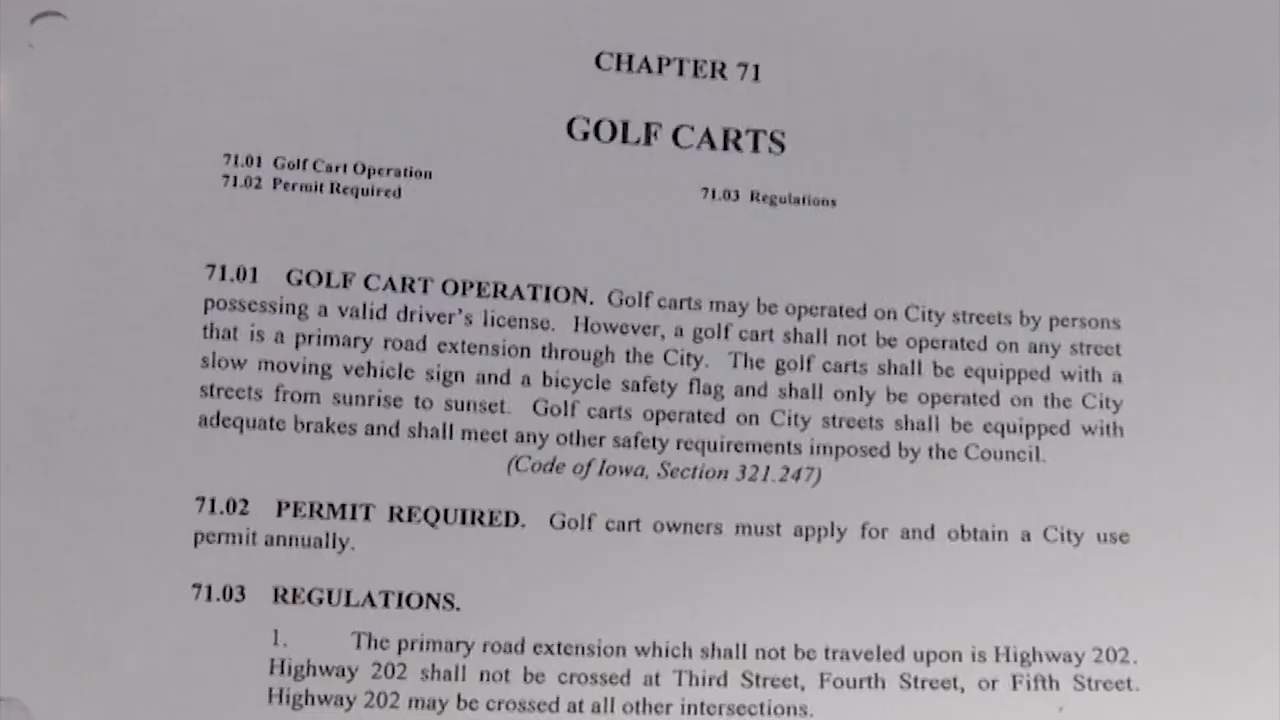 CHAPTER 71
GOLF CARTS
71.01 Golf Cart Operation
71.02 Permit Required
71.03 Regulations
71.01 GOLF CART OPERATION. Golf carts may be operated on City streets by persons
possessing a valid driver's license. However, a golf cart shall not be operated on any street
that is a primary road extension through the City. The golf carts shall be equipped with a
slow moving vehicle sign and a bicycle safety flag and shall only be operated on the City
streets from sunrise to sunset. Golf carts operated on City streets shall be equipped with
adequate brakes and shall meet any other safety requirements imposed by the Council.
(Code of Iowa, Section 321.247)
71.02 PERMIT REQUIRED. Golf cart owners must apply for and obtain a City use
permit annually.
71.03 REGULATIONS.
1. The primary road extension which shall not be traveled upon is Highway 202.
Highway 202 shall not be crossed at Third Street, Fourth Street, or Fifth Street.
Highway 202 may be crossed at all other intersections.